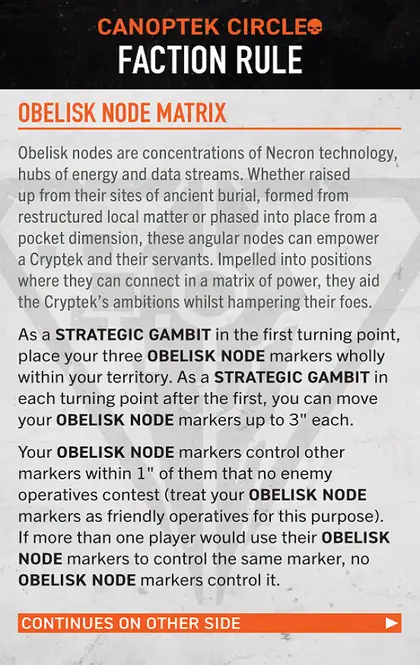 CANOPTEK CIRCLE
FACTION RULE
OBELISK NODE MATRIX
Obelisk nodes are concentrations of Necron technology,
hubs of energy and data streams. Whether raised
up from their sites of ancient burial, formed from
restructured local matter or phased into place from a
pocket dimension, these angular nodes can empower
a Cryptek and their servants. Impelled into positions
where they can connect in a matrix of power, they aid
the Cryptek’s ambitions whilst hampering their foes.
As a STRATEGIC GAMBIT in the first turning point,
place your three OBELISK NODE markers wholly
within your territory. As a STRATEGIC GAMBIT in
each turning point after the first, you can move
your OBELISK NODE markers up to 3" each.
Your OBELISK NODE markers control other
markers within 1" of them that no enemy
operatives contest (treat your OBELISK NODE
markers as friendly operatives for this purpose).
If more than one player would use their OBELISK
NODE markers to control the same marker, no
OBELISK NODE markers control it.
CONTINUES ON OTHER SIDE